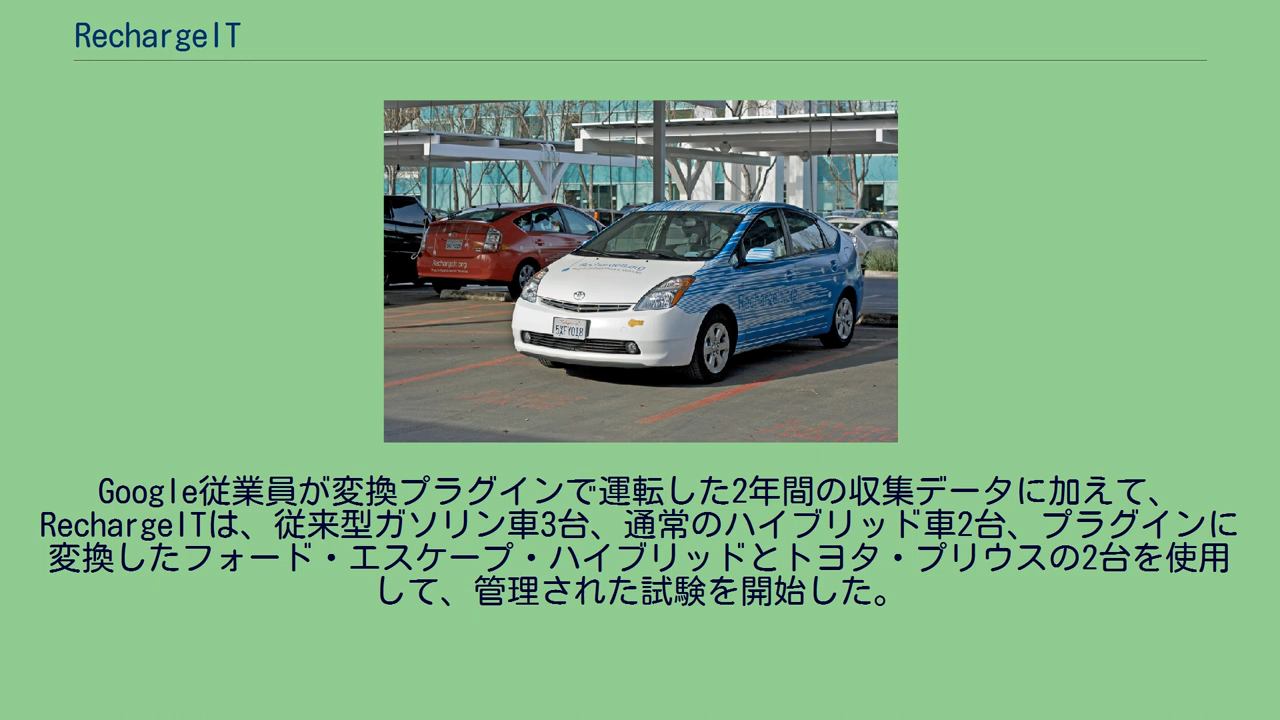 RechargeIT
RechargeIt.org
RechargeIt.org
5XFY018
Google従業員が変換プラグインで運転した2年間の収集データに加えて、
RechargeITは、従来型ガソリン車3台、通常のハイブリッド車2台、プラグインに
変換したフォード・エスケープ・ハイブリッドとトヨタ・プリウスの2台を使用
して、管理された試験を開始した。